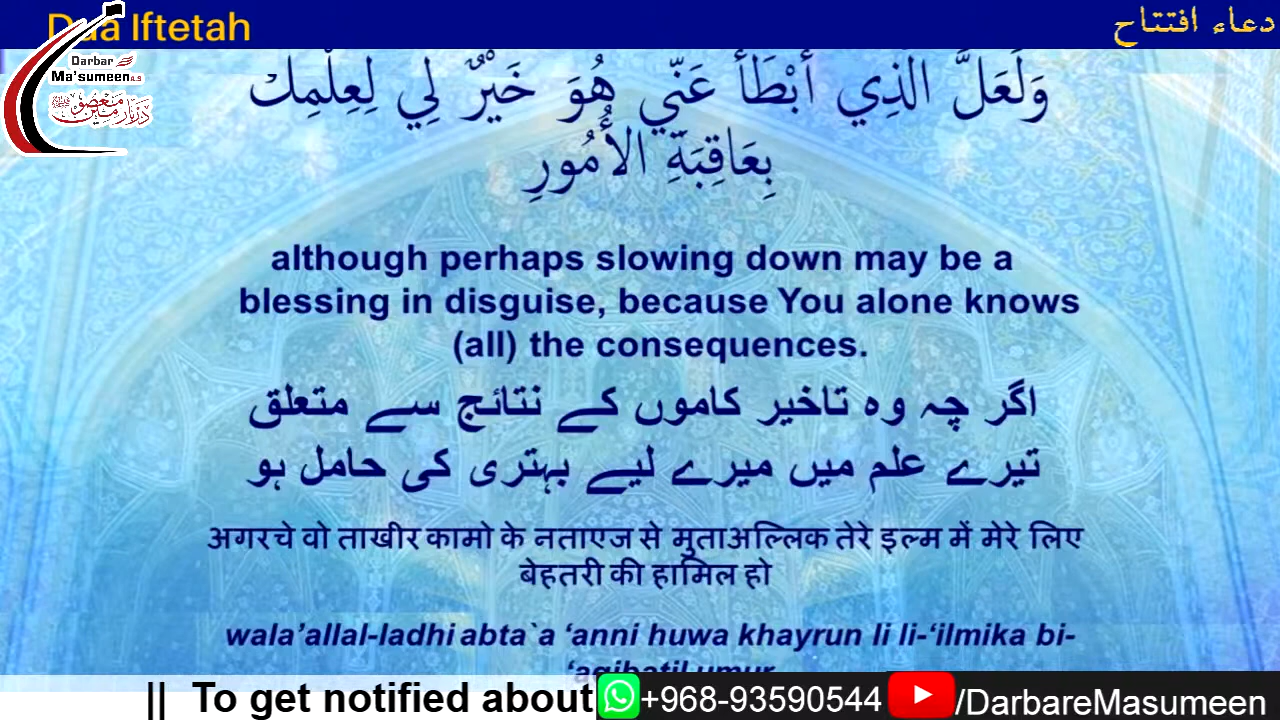 Dua Iftetah
دعاء افتتاح
Darbar
Ma'sumeen A.S
وَلَعَلَّ الَّذِي أَبْطَأَ عَنِّي هُوَ خَيْرٌ لِي لِعِلْمِكَ
بِعَاقِبَةِ الأُمُورِ
although perhaps slowing down may be a
blessing in disguise, because You alone knows
(all) the consequences.
اگر چہ وہ تاخیر کاموں کے نتائج سے متعلق
تیرے علم میں میرے لیے بہتری کی حامل ہو
अगरचे वो ताखीर कामो के नताएज से मुताअल्लिक तेरे इल्म में मेरे लिए
बेहतरी की हामिल हो
wala’allal-ladhi abta`a ‘anni huwa khayrun li li-‘ilmika bi-
‘aqibatil umur
|| To get notified about
+968-93590544
/DarbareMasumeen